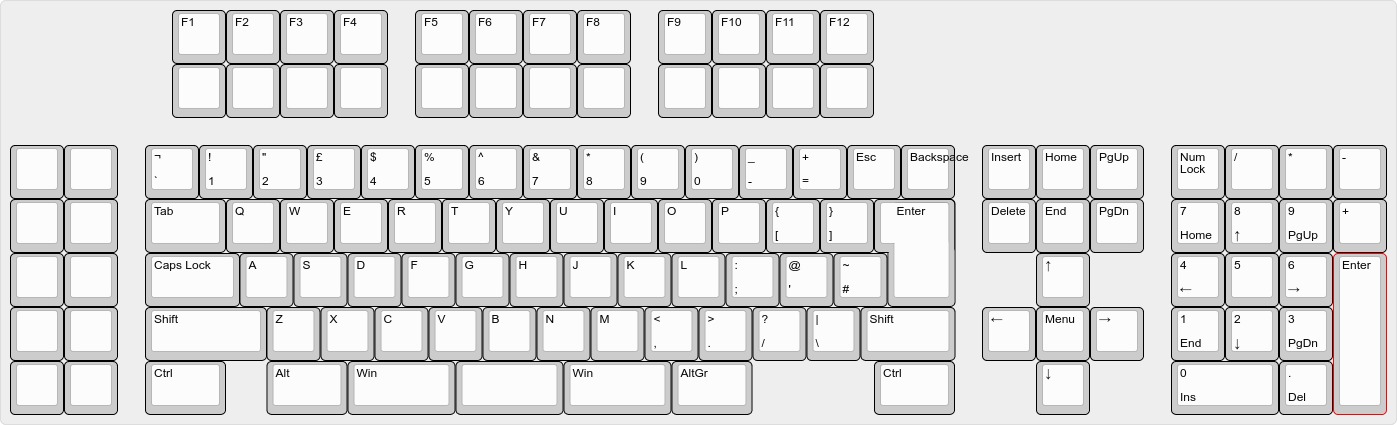 F1 F2 F3 F4 F5 F6 F7 F8 F9 F10 F11 F12
¬ ! " £ $ % ^ & * ( ) _ + Esc Backspace Insert Home PgUp Num / * -
Lock
` 1 2 3 4 5 6 7 8 9 0 - =
Tab Q W E R T Y U I O P { } Enter Delete End PgDn 7 8 9 +
[ ] Home ↑ PgUp
Caps Lock A S D F G H J K L : @ ~ ↑ 4 5 6 Enter
; ' # ← →
Shift Z X C V B N M < > ? | Shift ← Menu → 1 2 3
, . / \ End ↓ PgDn
Ctrl Alt Win Win AltGr Ctrl ↓ 0 .
Ins Del